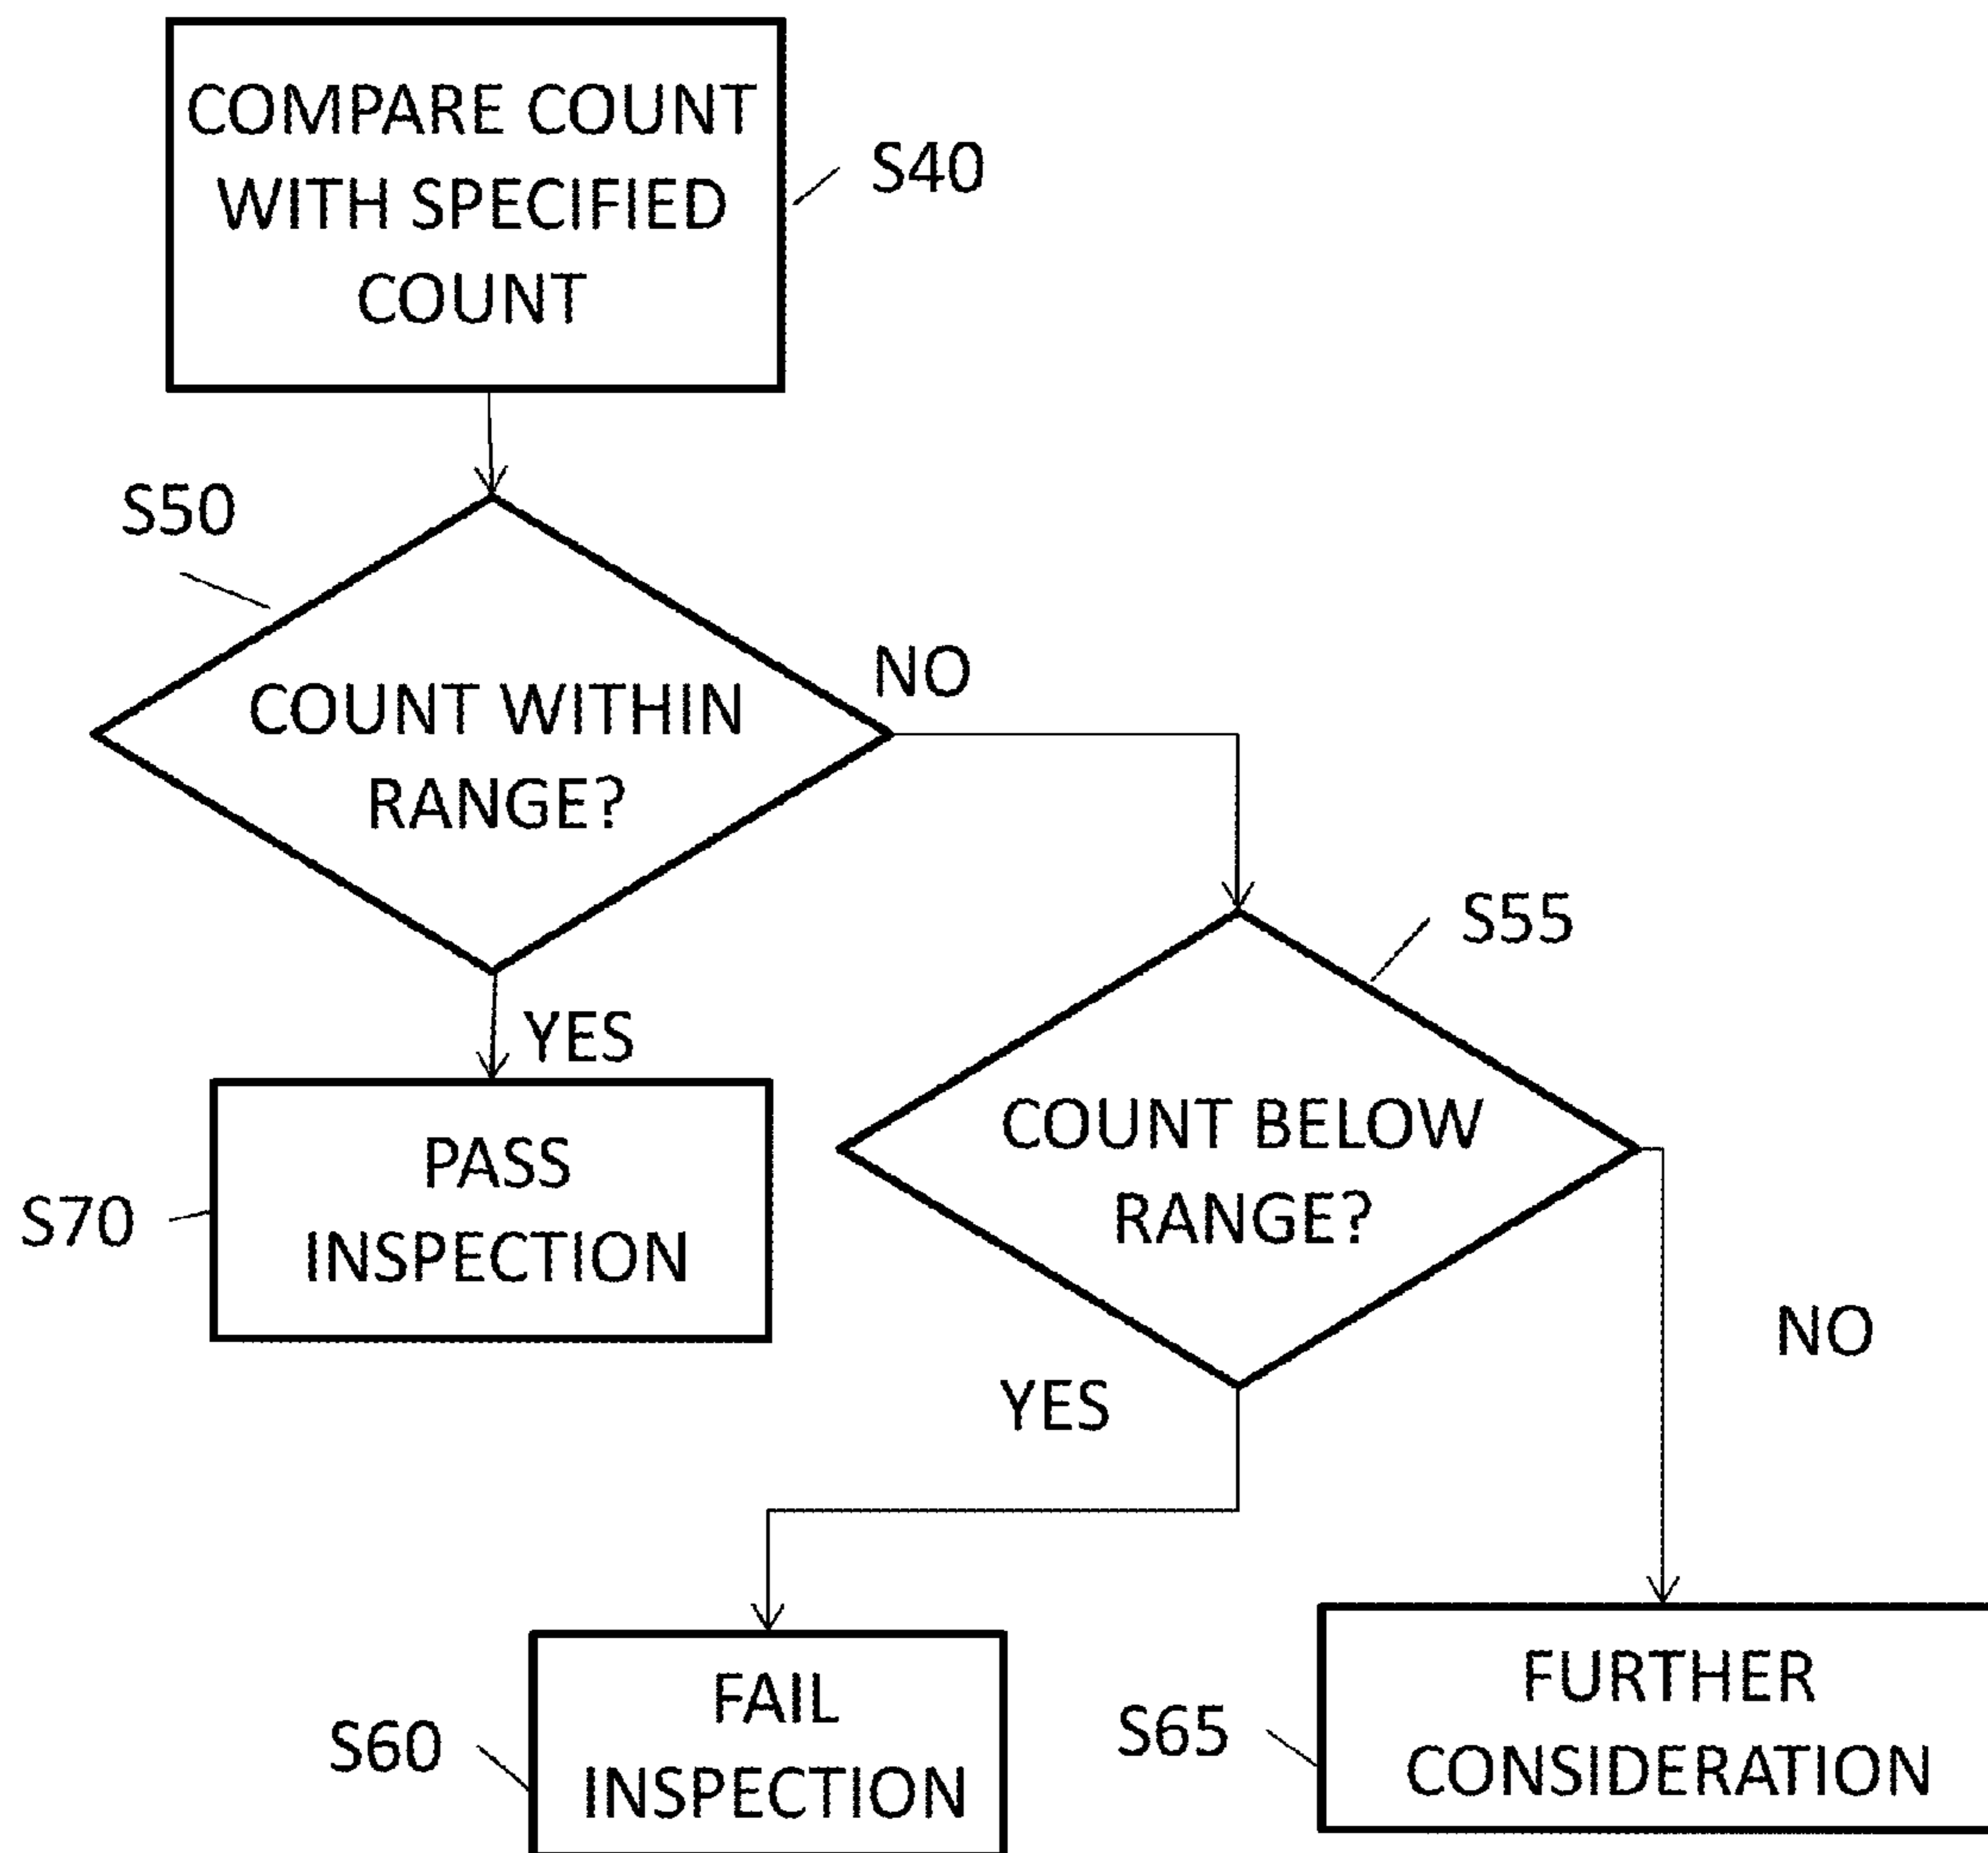 COMPARE COUNT
WITH SPECIFIED
COUNT
S40
S50
COUNT WITHIN
RANGE?
NO
YES
S55
COUNT BELOW
RANGE?
PASS
INSPECTION
S70
NO
YES
FAIL
INSPECTION
S60
S65
FURTHER
CONSIDERATION